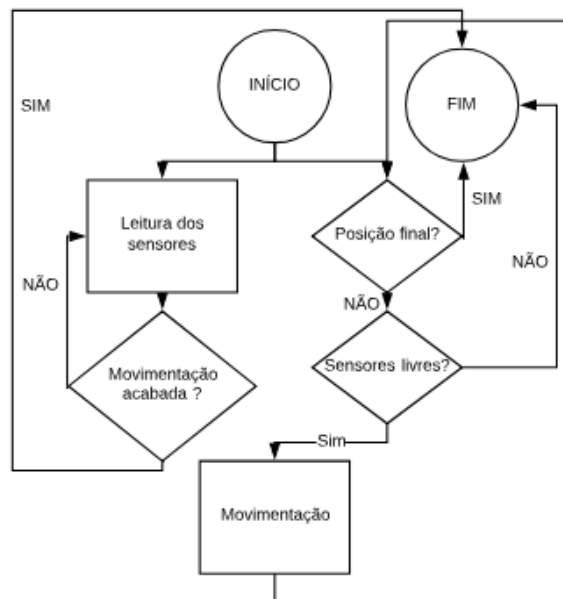 INÍCIO
FIM
SIM
Leitura dos
sensores
Posição final?
SIM
NÃO
NÃO
NÃO
Movimentação
acabada ?
Sensores livres?
Sim
Movimentação